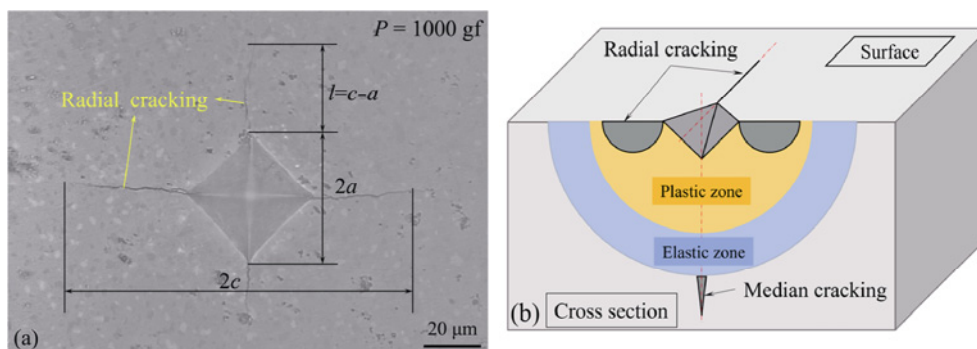 P = 1000 gf
Radial cracking
l=c-a
2a
2c
20 μm
(a)
Radial cracking
Surface
Plastic zone
Elastic zone
Median cracking
(b)
Cross section